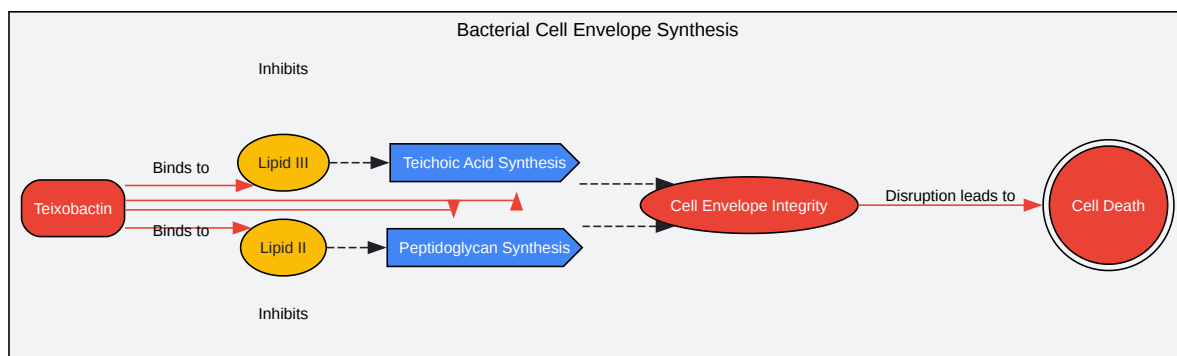 Bacterial Cell Envelope Synthesis
Inhibits
Binds to
Lipid III
Teichoic Acid Synthesis
Teixobactin
Cell Envelope Integrity
Disruption leads to
Cell Death
Binds to
Lipid II
Peptidoglycan Synthesis
Inhibits